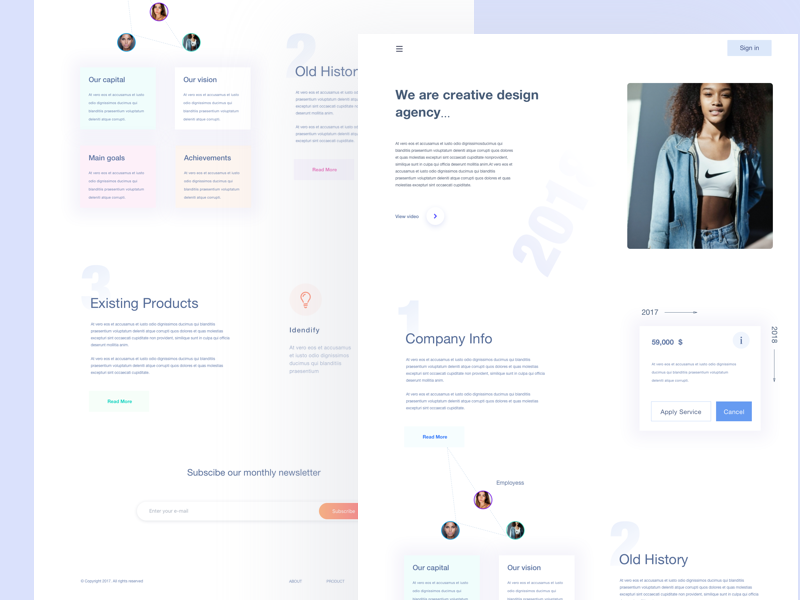 Our capital
At vero eos et accusamus et iusto
odio dignissimos ducimus qui
blanditiis praesentium voluptatum
deleniti atque corrupti.
Our vision
At vero eos et accusamus et iusto
odio dignissimos ducimus qui
blanditiis praesentium voluptatum
deleniti atque corrupti.
Main goals
At vero eos et accusamus et iusto
odio dignissimos ducimus qui
blanditiis praesentium voluptatum
deleniti atque corrupti.
Achievements
At vero eos et accusamus et iusto
odio dignissimos ducimus qui
blanditiis praesentium voluptatum
deleniti atque corrupti.
2
Old Histor
Read More
3
Existing Products
At vero eos et accusamus et iusto odio dignissimos ducimus qui blanditiis
praesentium voluptatum deleniti atque corrupti quos dolores et quas molestias
excepturi sint occaecati cupiditate non provident, similique sunt in culpa qui officia
deserunt mollitia animi.
At vero eos et accusamus et iusto odio dignissimos ducimus qui blanditiis
praesentium voluptatum deleniti atque corrupti quos dolores et quas molestias
excepturi sint occaecati cupiditate.
Read More
Idendify
At vero eos et accusamus
et iusto odio dignissimos
ducimus qui blanditiis
praesentium
Subscibe our monthly newsletter
Enter your e-mail
Subscribe
© Copyright 2017. All rights reserved
ABOUT
PRODUCT
Sign in
We are creative design
agency...
At vero eos et accusamus et iusto odio dignissimosducimus qui
blanditiis praesentium voluptatum deleniti atque corrupti quos dolores
et quas molestias excepturi sint occaecati cupiditate nonprovident,
similique sunt in culpa qui officia deserunt mollitia animi.At vero eos et
accusamus et iusto odio dignissimos ducimus qui blanditiis
praesentium voluptatum deleniti atque corrupti quos dolores et quas
molestias excepturi sint occaecati cupiditate.
View video
2018
1
Company Info
At vero eos et accusamus et iusto odio dignissimos ducimus qui blanditiis
praesentium voluptatum deleniti atque corrupti quos dolores et quas molestias
excepturi sint occaecati cupiditate non provident, similique sunt in culpa qui officia
deserunt mollitia animi.
At vero eos et accusamus et iusto odio dignissimos ducimus qui blanditiis
praesentium voluptatum deleniti atque corrupti quos dolores et quas molestias
excepturi sint occaecati cupiditate.
Read More
2017
2018
59,000 $
At vero eos et accusamus et iusto odio dignissimos
ducimus qui blanditiis praesentium voluptatum
deleniti atque corrupti
Apply Service
Cancel
Employess
Our capital
At vero eos et accusamus et iusto
odio dignissimos ducimus qui
Our vision
At vero eos et accusamus et iusto
odio dignissimos ducimus qui
2
Old History
At vero eos et accusamus et iusto odio dignissimos ducimus qui blanditiis
praesentium voluptatum deleniti atque corrupti quos dolores et quas molestias